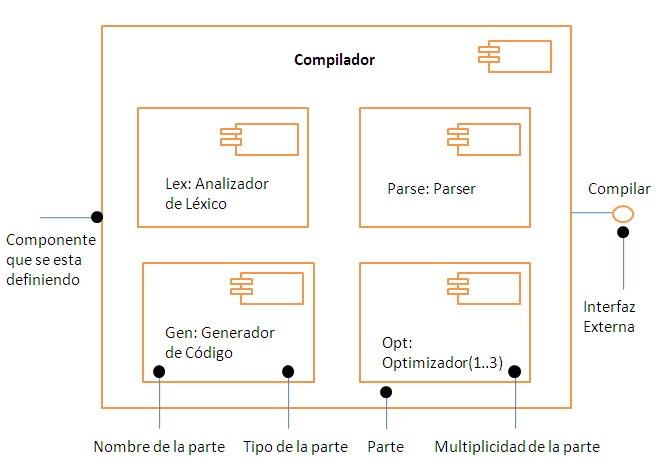 Compilador
Lex: Analizador
de Léxico
Parse: Parser
Compilar
Componente
que se esta
definiendo
Gen: Generador
de Código
Opt:
Optimizador(1..3)
Interfaz
Externa
Nombre de la parte
Tipo de la parte
Parte
Multiplicidad de la parte